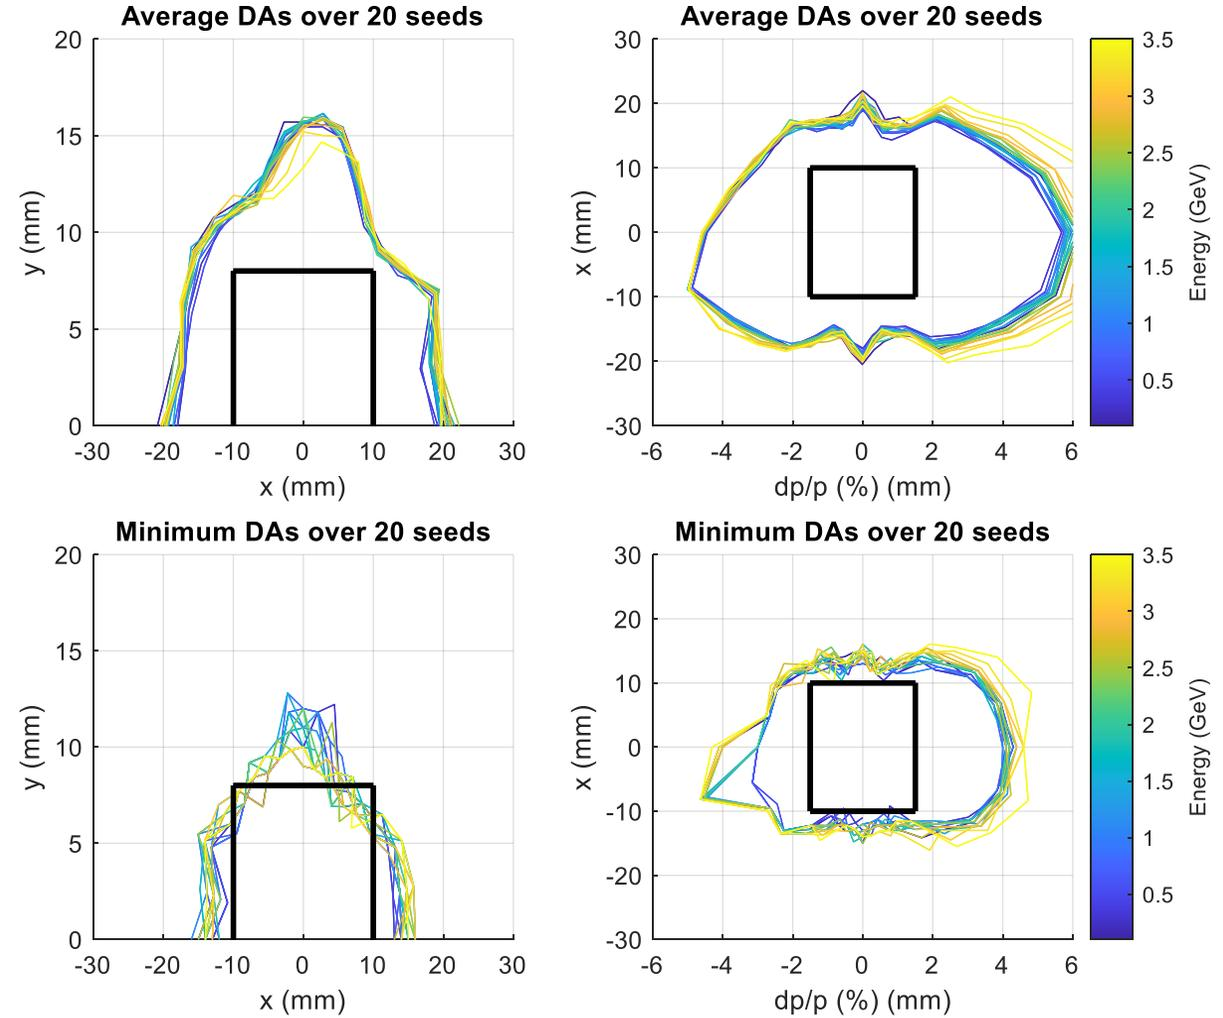 Average DAs over 20 seeds
20
15
10
5
0
y (mm)
-30 -20 -10 0 10 20 30
x (mm)
Average DAs over 20 seeds
30
20
10
0
-10
-20
-30
x (mm)
-6 -4 -2 0 2 4 6
dp/p (%) (mm)
3.5
3
2.5
2
1.5
1
0.5
Energy (GeV)
Minimum DAs over 20 seeds
20
15
10
5
0
y (mm)
-30 -20 -10 0 10 20 30
x (mm)
Minimum DAs over 20 seeds
30
20
10
0
-10
-20
-30
x (mm)
-6 -4 -2 0 2 4 6
dp/p (%) (mm)
3.5
3
2.5
2
1.5
1
0.5
Energy (GeV)